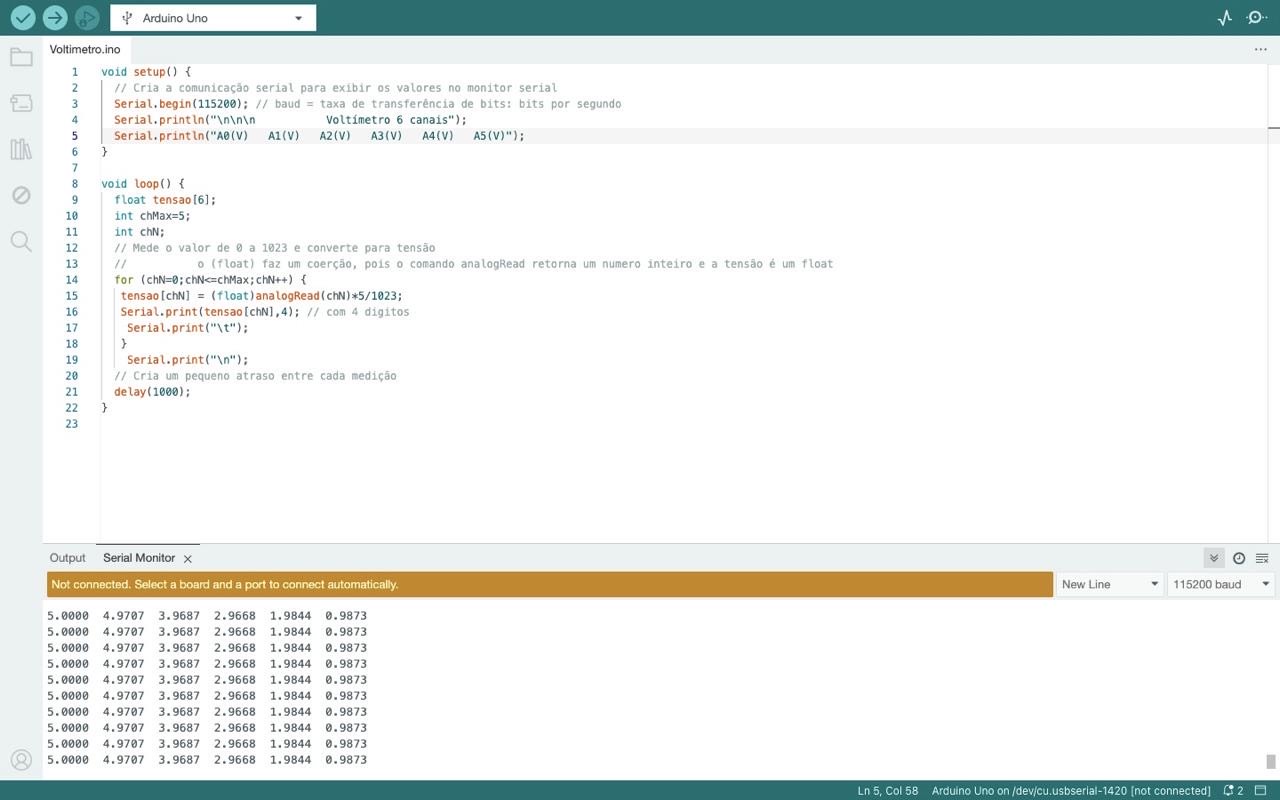 Arduino Uno
Voltimetro.ino
...
1 void setup() {
2   // Cria a comunicação serial para exibir os valores no monitor serial
3   Serial.begin(115200); // baud = taxa de transferência de bits: bits por segundo
4   Serial.println("\n\n\n           Voltímetro 6 canais");
5   Serial.println("A0(V)   A1(V)   A2(V)   A3(V)   A4(V)   A5(V)");
6 }
7
8 void loop() {
9   float tensao[6];
10   int chMax=5;
11   int chN;
12   // Mede o valor de 0 a 1023 e converte para tensão
13   //           o (float) faz um coerção, pois o comando analogRead retorna um numero inteiro e a tensão é um float
14   for (chN=0;chN<=chMax;chN++) {
15    tensao[chN] = (float)analogRead(chN)*5/1023;
16    Serial.print(tensao[chN],4); // com 4 digitos
17     Serial.print("\t");
18    }
19     Serial.print("\n");
20   // Cria um pequeno atraso entre cada medição
21   delay(1000);
22 }
23
Output Serial Monitor ×
Not connected. Select a board and a port to connect automatically. New Line 115200 baud
5.0000 4.9707 3.9687 2.9668 1.9844 0.9873
5.0000 4.9707 3.9687 2.9668 1.9844 0.9873
5.0000 4.9707 3.9687 2.9668 1.9844 0.9873
5.0000 4.9707 3.9687 2.9668 1.9844 0.9873
5.0000 4.9707 3.9687 2.9668 1.9844 0.9873
5.0000 4.9707 3.9687 2.9668 1.9844 0.9873
5.0000 4.9707 3.9687 2.9668 1.9844 0.9873
5.0000 4.9707 3.9687 2.9668 1.9844 0.9873
5.0000 4.9707 3.9687 2.9668 1.9844 0.9873
5.0000 4.9707 3.9687 2.9668 1.9844 0.9873
Ln 5, Col 58 Arduino Uno on /dev/cu.usbserial-1420 [not connected] 2